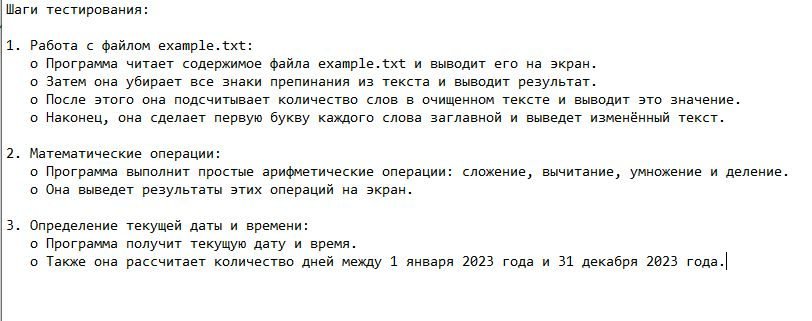 Шаги тестирования:
1. Работа с файлом example.txt:
o Программа читает содержимое файла example.txt и выводит его на экран.
o Затем она убирает все знаки препинания из текста и выводит результат.
o После этого она подсчитывает количество слов в очищенном тексте и выводит это значение.
o Наконец, она сделает первую букву каждого слова заглавной и выведет изменённый текст.
2. Математические операции:
o Программа выполнит простые арифметические операции: сложение, вычитание, умножение и деление.
o Она выведет результаты этих операций на экран.
3. Определение текущей даты и времени:
o Программа получит текущую дату и время.
o Также она рассчитает количество дней между 1 января 2023 года и 31 декабря 2023 года.